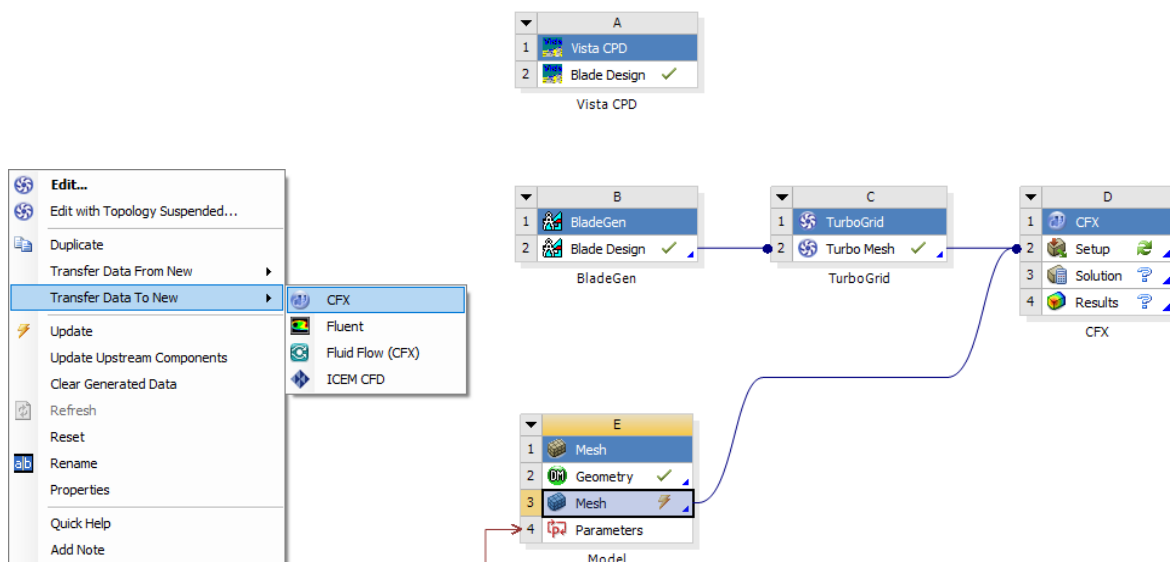 A
1 Vista CPD
2 Blade Design
Vista CPD
Edit...
Edit with Topology Suspended...
Duplicate
Transfer Data From New
Transfer Data To New
Update
Update Upstream Components
Clear Generated Data
Refresh
Reset
Rename
Properties
Quick Help
Add Note
CFX
Fluent
Fluid Flow (CFX)
ICEM CFD
B
1 BladeGen
2 Blade Design
BladeGen
C
1 TurboGrid
2 Turbo Mesh
TurboGrid
D
1 CFX
2 Setup
3 Solution
4 Results
CFX
E
1 Mesh
2 DM Geometry
3 Mesh
4 Parameters
Model